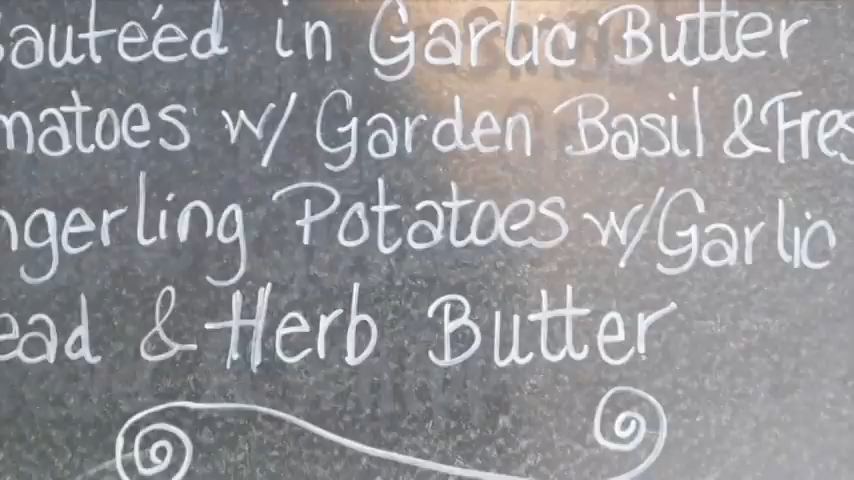 sauteéd in Garlic Butter
matoes w/ Garden Basil & Fres
ngerling Potatoes w/ Garlic
ead & Herb Butter